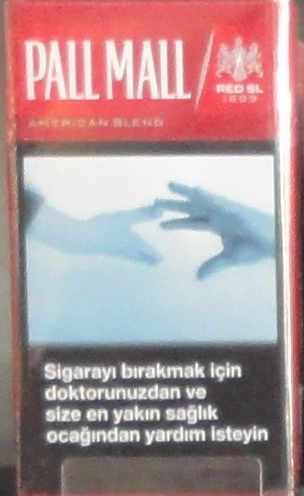 PALL MALL
RED SL
1899
AMERICAN BLEND
Sigarayı bırakmak için
doktorunuzdan ve
size en yakın sağlık
ocağından yardım isteyin